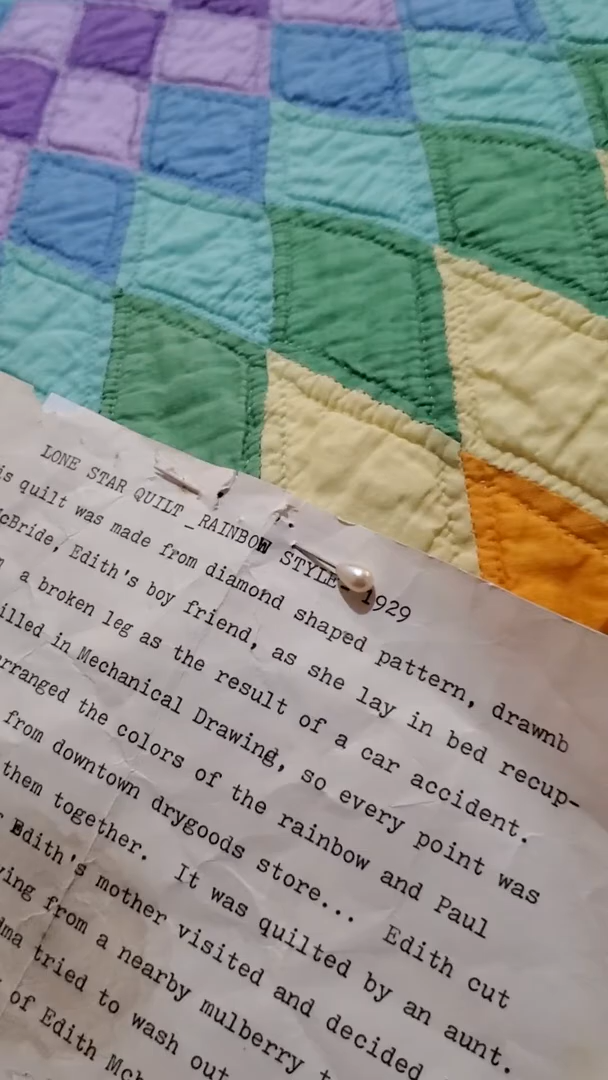 LONE STAR QUILT_RAINBOW STYLE 1929
is quilt was made from diamond shaped pattern, drawnb
cBride, Edith's boy friend, as she lay in bed recup-
a broken leg as the result of a car accident.
illed in Mechanical Drawing, so every point was
rranged the colors of the rainbow and Paul
from downtown drygoods store... Edith cut
them together. It was quilted by an aunt.
Edith's mother visited and decided
ing from a nearby mulberry t
dma tried to wash out
of Edith McB